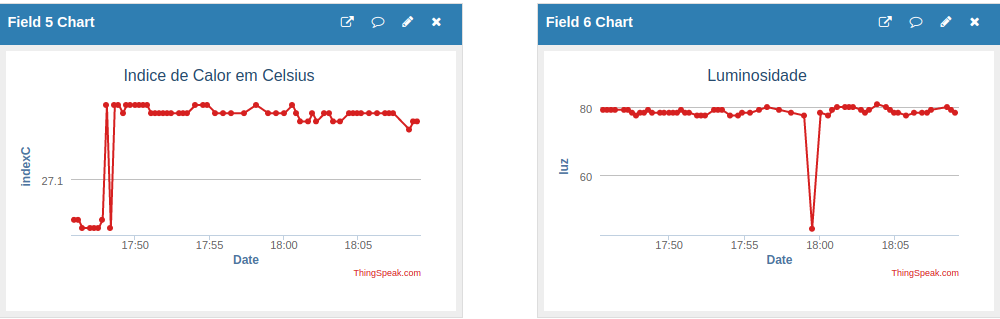 Field 5 Chart
Indice de Calor em Celsius
indexC
27.1
17:50 17:55 18:00 18:05
Date
ThingSpeak.com
Field 6 Chart
Luminosidade
luz
80
60
17:50 17:55 18:00 18:05
Date
ThingSpeak.com